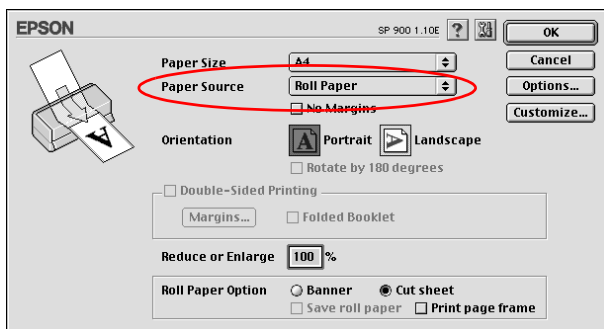 EPSON SP 900 1.10E ? OK
Paper Size A4 Cancel
Paper Source Roll Paper Options...
No Margins Customize...
Orientation A Portrait A Landscape
Rotate by 180 degrees
Double-Sided Printing
Margins... Folded Booklet
Reduce or Enlarge 100 %
Roll Paper Option Banner Cut sheet
Save roll paper Print page frame
A